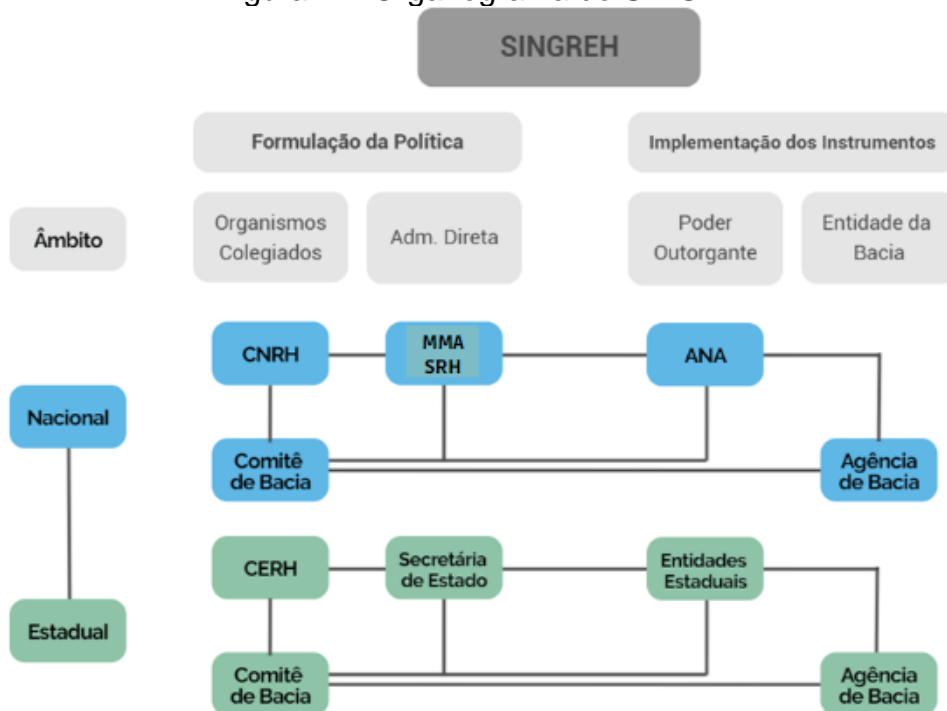 SINGREH
Formulação da Política
Implementação dos Instrumentos
Âmbito
Organismos
Colegiados
Adm. Direta
Poder
Outorgante
Entidade da
Bacia
CNRH
MMA
SRH
ANA
Nacional
Comitê
de Bacia
Agência
de Bacia
CERH
Secretária
de Estado
Entidades
Estaduais
Estadual
Comitê
de Bacia
Agência
de Bacia